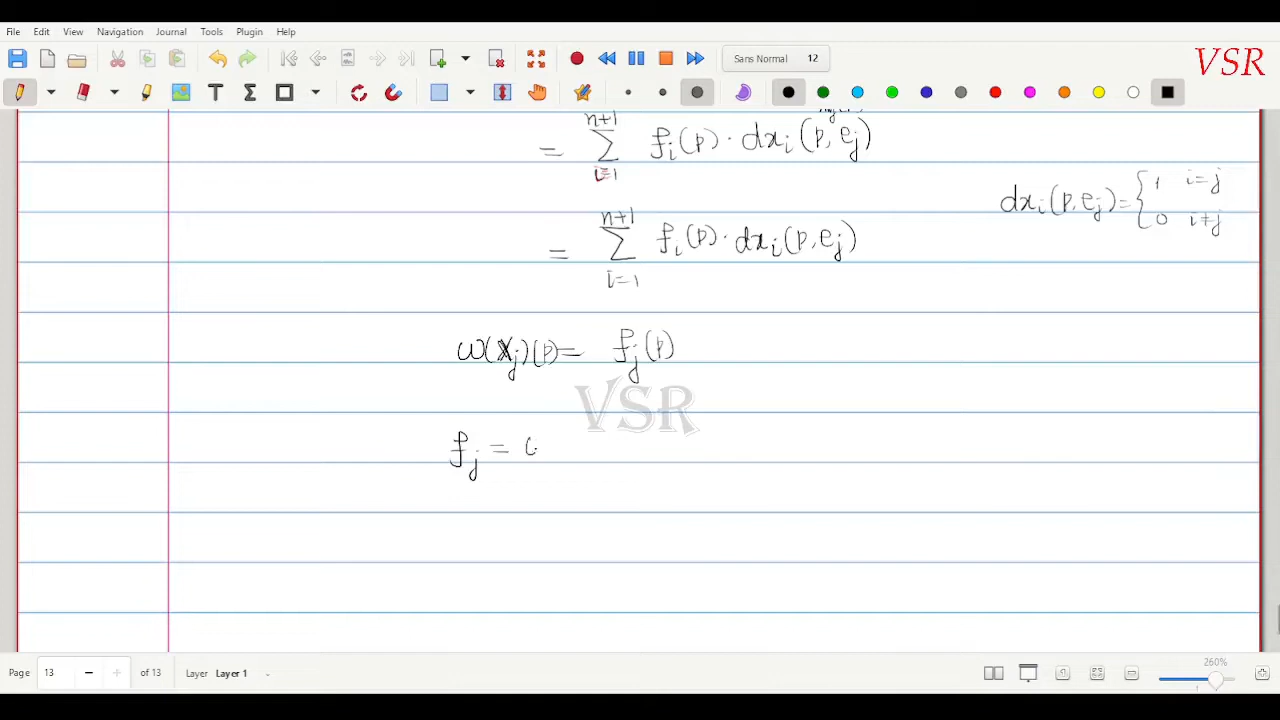 File Edit View Navigation Journal Tools Plugin Help
VSR
Sans Normal 12
n+1
= ∑ f_i(p) · dx_i(p, e_j)
i=1
dx_i(p, e_j) = { 1 i=j
0 i≠j
n+1
= ∑ f_i(p) · dx_i(p, e_j)
i=1
ω(X_j)(p) = f_j(p)
VSR
f_j =
Page 13 of 13 Layer Layer 1 260%